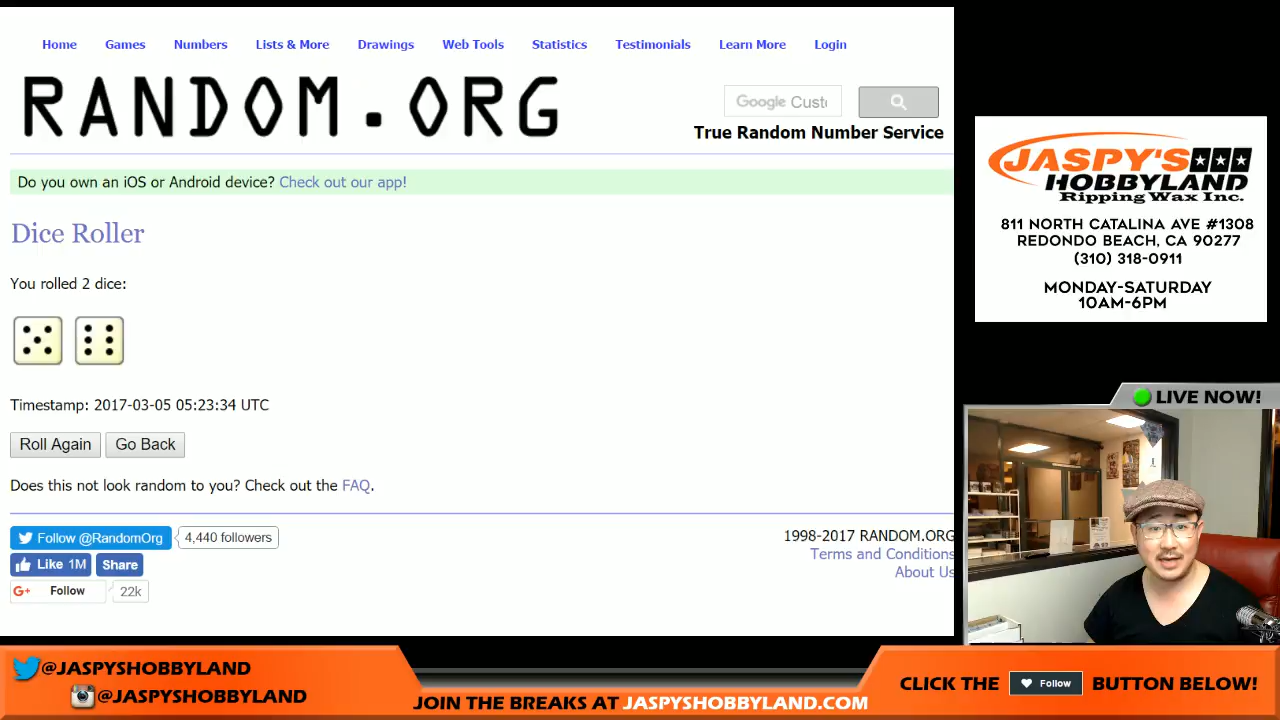 Home Games Numbers Lists & More Drawings Web Tools Statistics Testimonials Learn More Login
RANDOM.ORG
Google
True Random Number Service
Do you own an iOS or Android device? Check out our app!
Dice Roller
You rolled 2 dice:
Timestamp: 2017-03-05 05:23:34 UTC
Roll Again Go Back
Does this not look random to you? Check out the FAQ.
Follow @RandomOrg 4,440 followers
Like 1M Share
G+ Follow 22k
1998-2017 RANDOM.ORG
Terms and Conditions
About Us
JASPY'S
HOBBYLAND
Ripping Wax Inc.
811 NORTH CATALINA AVE #1308
REDONDO BEACH, CA 90277
(310) 318-0911
MONDAY-SATURDAY
10AM-6PM
LIVE NOW!
@JASPYSHOBBYLAND
@JASPYSHOBBYLAND
JOIN THE BREAKS AT JASPYSHOBBYLAND.COM
CLICK THE Follow BUTTON BELOW!